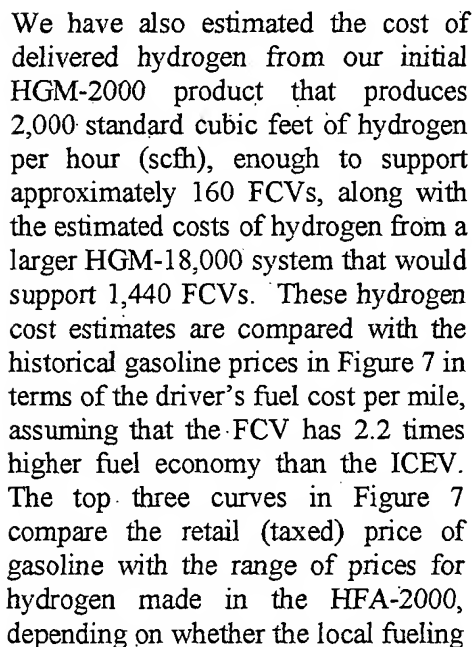 We have also estimated the cost of
delivered hydrogen from our initial
HGM-2000 product that produces
2,000 standard cubic feet of hydrogen
per hour (scfh), enough to support
approximately 160 FCVs, along with
the estimated costs of hydrogen from a
larger HGM-18,000 system that would
support 1,440 FCVs. These hydrogen
cost estimates are compared with the
historical gasoline prices in Figure 7 in
terms of the driver's fuel cost per mile,
assuming that the FCV has 2.2 times
higher fuel economy than the ICEV.
The top three curves in Figure 7
compare the retail (taxed) price of
gasoline with the range of prices for
hydrogen made in the HFA-2000,
depending on whether the local fueling